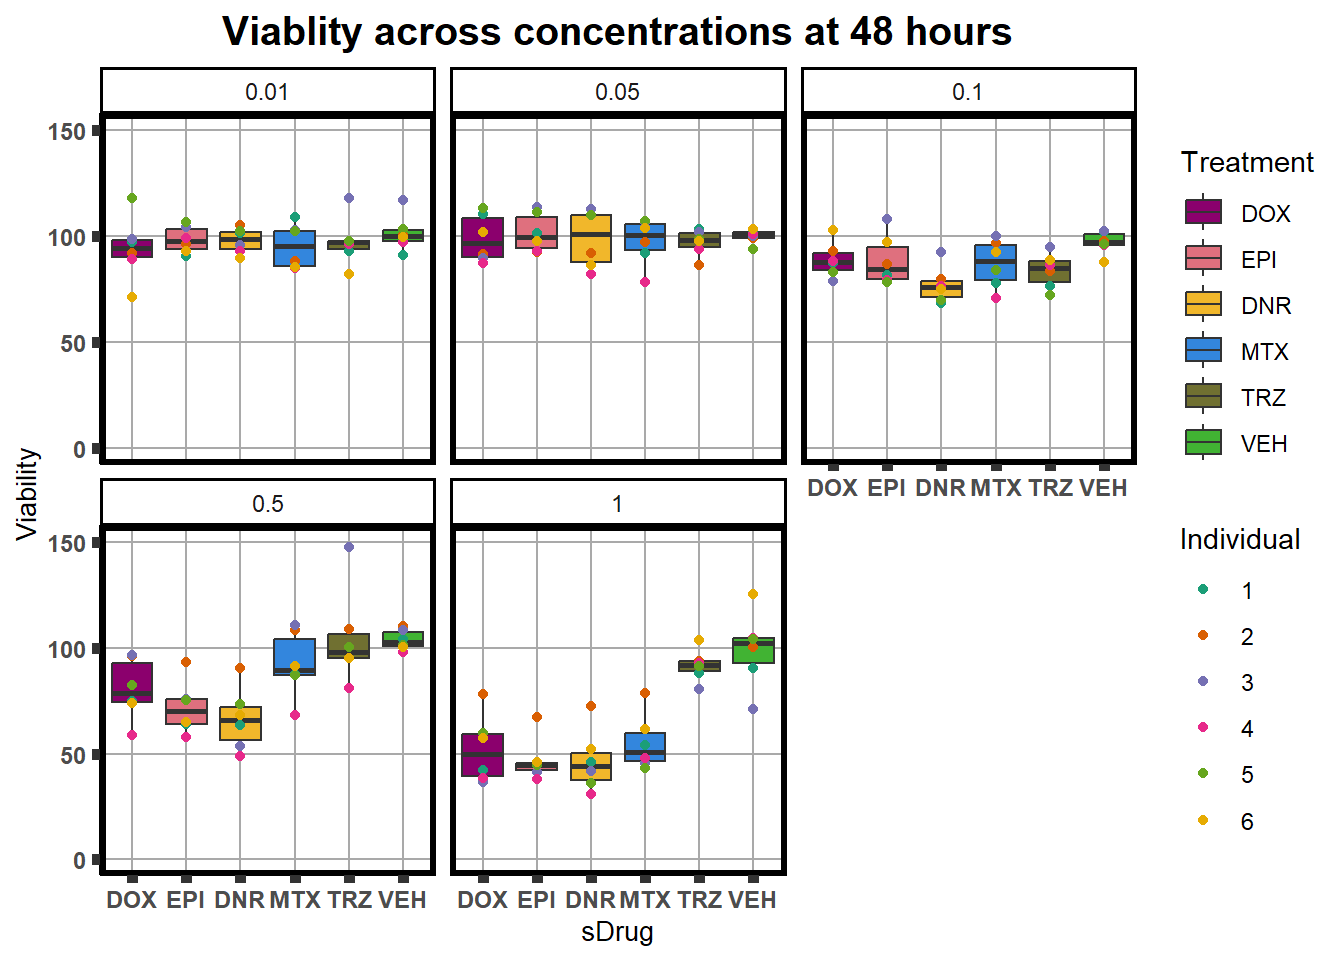 Viablity across concentrations at 48 hours
0.01
0.05
0.1
150
100
50
0
DOX EPI DNR MTX TRZ VEH
0.5
1
150
100
50
0
DOX EPI DNR MTX TRZ VEH
DOX EPI DNR MTX TRZ VEH
sDrug
Viability
Treatment
DOX
EPI
DNR
MTX
TRZ
VEH
Individual
1
2
3
4
5
6